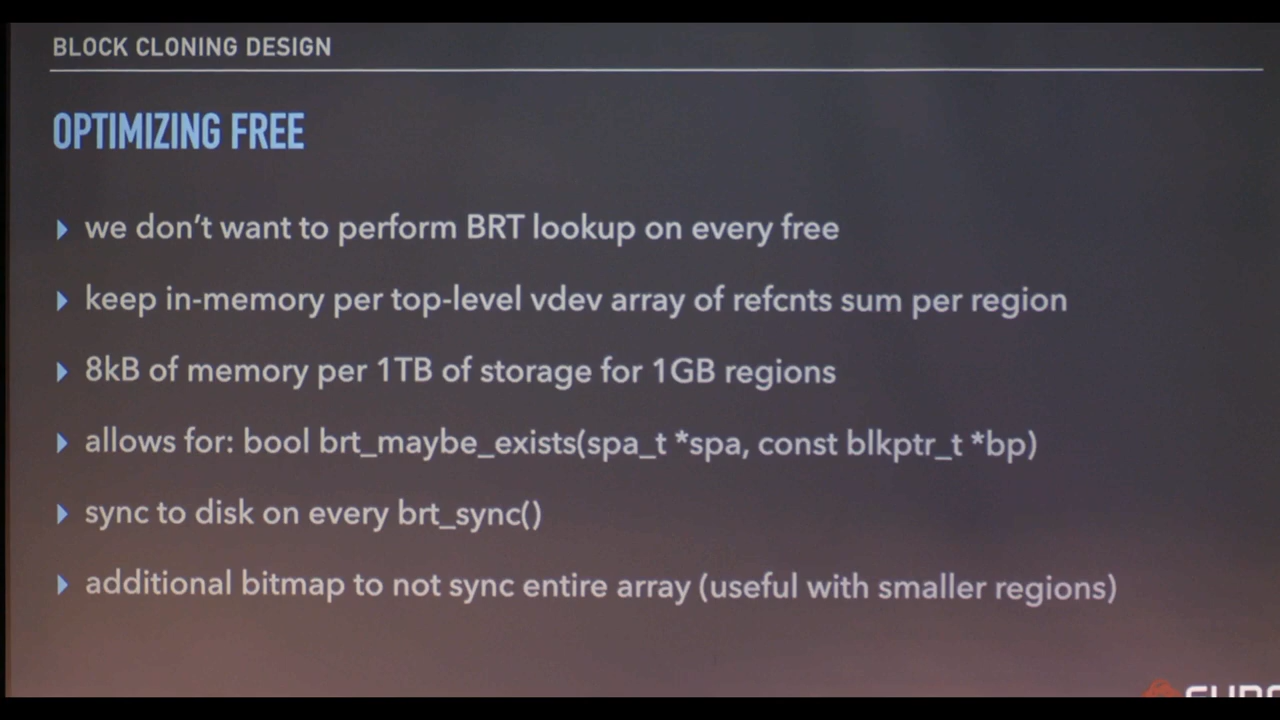 BLOCK CLONING DESIGN
OPTIMIZING FREE
we don't want to perform BRT lookup on every free
keep in-memory per top-level vdev array of refcnts sum per region
8kB of memory per 1TB of storage for 1GB regions
allows for: bool brt_maybe_exists(spa_t *spa, const blkptr_t *bp)
sync to disk on every brt_sync()
additional bitmap to not sync entire array (useful with smaller regions)